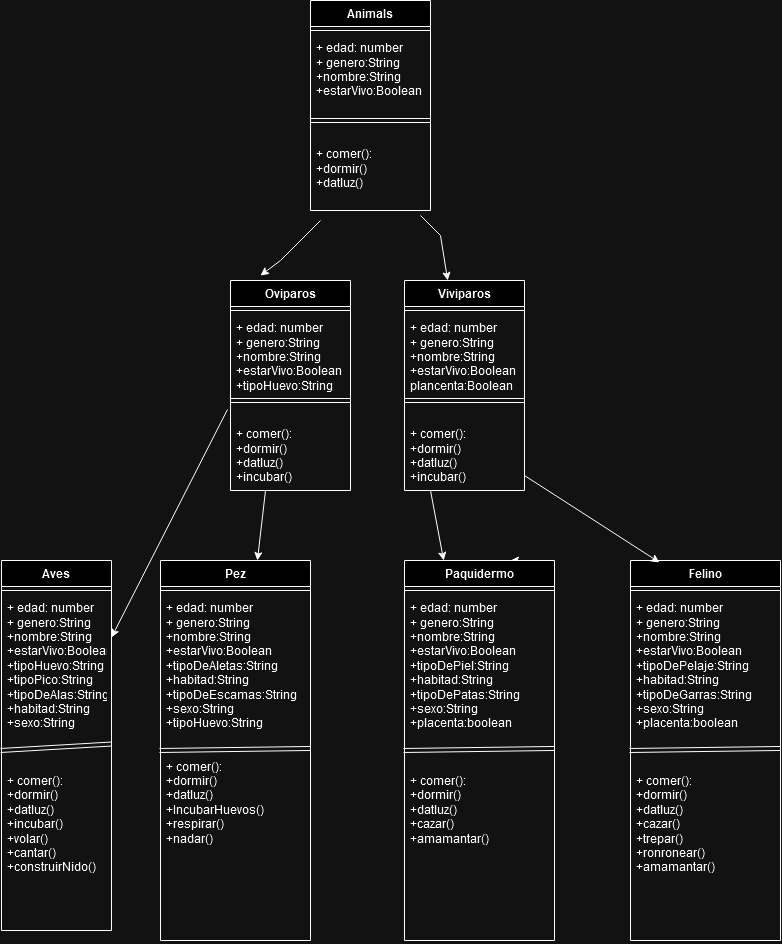 Animals
+ edad: number
+ genero:String
+nombre:String
+estarVivo:Boolean
+ comer():
+dormir()
+datluz()
Oviparos
+ edad: number
+ genero:String
+nombre:String
+estarVivo:Boolean
+tipoHuevo:String
+ comer():
+dormir()
+datluz()
+incubar()
Viviparos
+ edad: number
+ genero:String
+nombre:String
+estarVivo:Boolean
plancenta:Boolean
+ comer():
+dormir()
+datluz()
+incubar()
Aves
+ edad: number
+ genero:String
+nombre:String
+estarVivo:Boolea
+tipoHuevo:String
+tipoPico:String
+tipoDeAlas:String
+habitad:String
+sexo:String
+ comer():
+dormir()
+datluz()
+incubar()
+volar()
+cantar()
+construirNido()
Pez
+ edad: number
+ genero:String
+nombre:String
+estarVivo:Boolean
+tipoDeAletas:String
+habitad:String
+tipoDeEscamas:String
+sexo:String
+tipoHuevo:String
+ comer():
+dormir()
+datluz()
+IncubarHuevos()
+respirar()
+nadar()
Paquidermo
+ edad: number
+ genero:String
+nombre:String
+estarVivo:Boolean
+tipoDePiel:String
+habitad:String
+tipoDePatas:String
+sexo:String
+placenta:boolean
+ comer():
+dormir()
+datluz()
+cazar()
+amamantar()
Felino
+ edad: number
+ genero:String
+nombre:String
+estarVivo:Boolean
+tipoDePelaje:String
+habitad:String
+tipoDeGarras:String
+sexo:String
+placenta:boolean
+ comer():
+dormir()
+datluz()
+cazar()
+trepar()
+ronronear()
+amamantar()